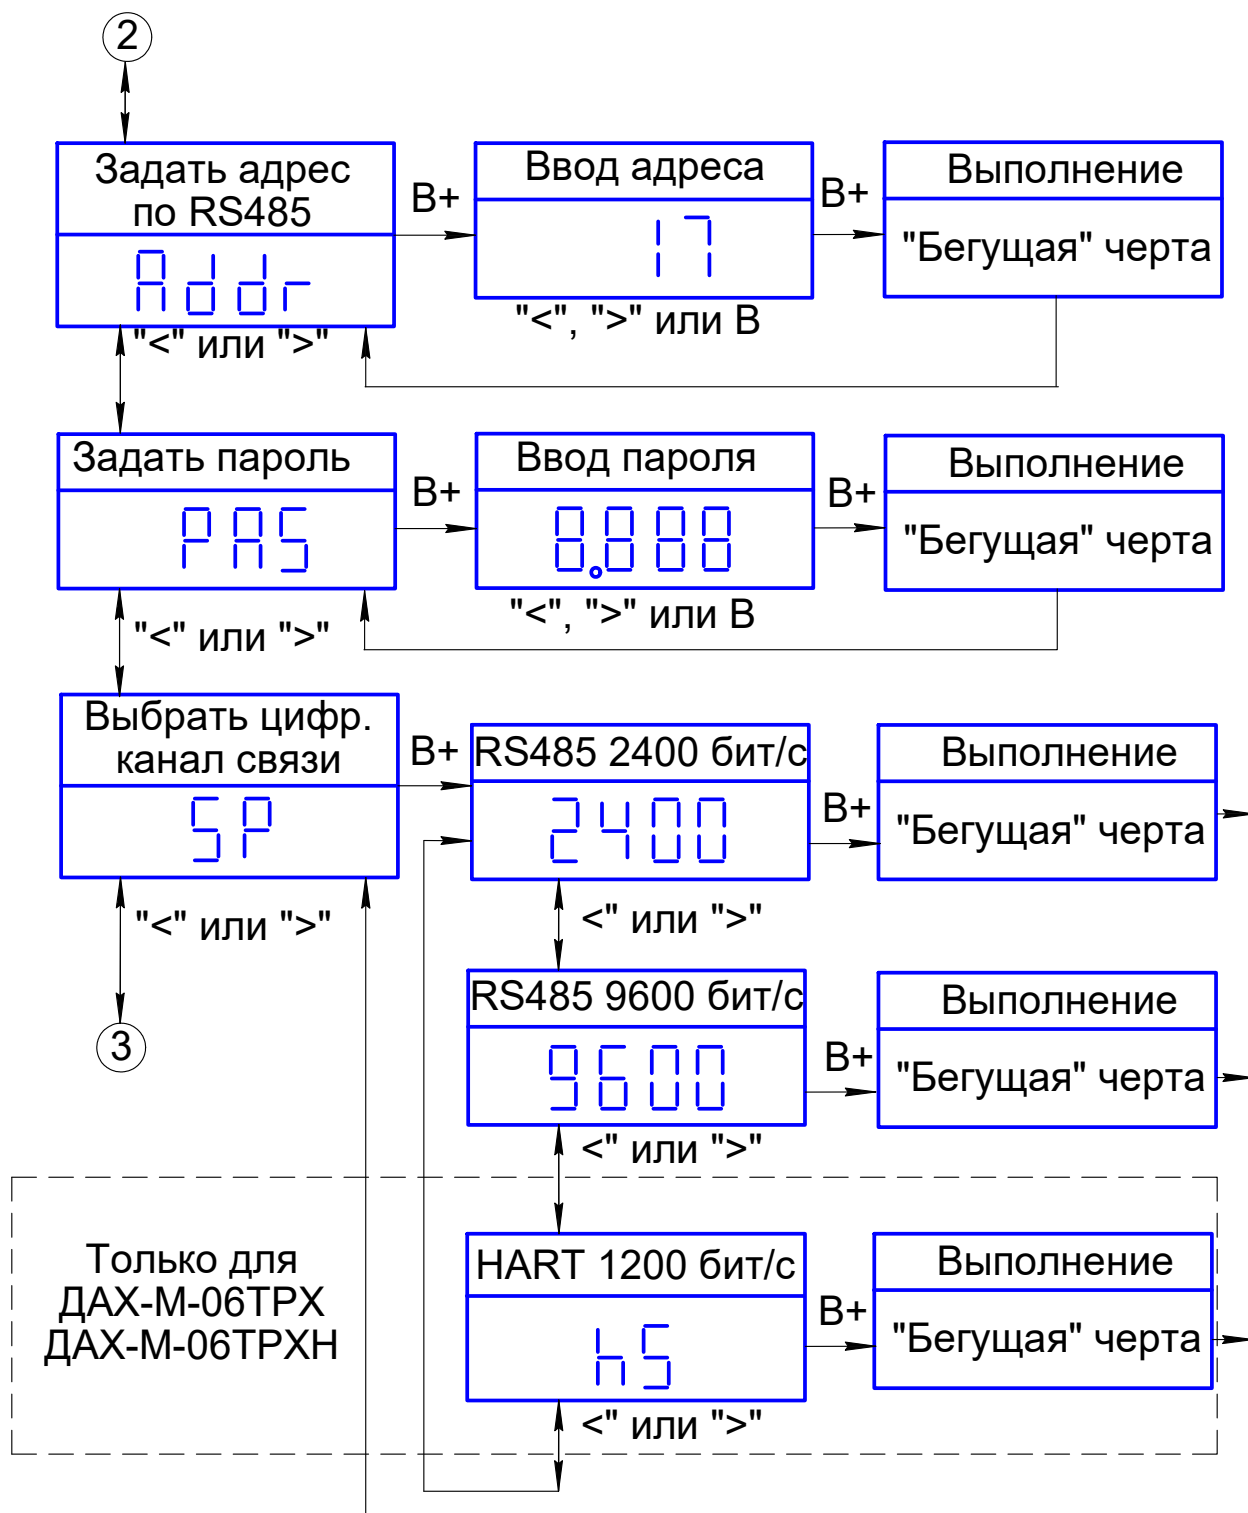 2
Задать адрес
по RS485
Addr
"<" или ">"
В+
Ввод адреса
17
"<", ">" или В
В+
Выполнение
"Бегущая" черта
Задать пароль
PAS
"<" или ">"
В+
Ввод пароля
8.888
"<", ">" или В
В+
Выполнение
"Бегущая" черта
Выбрать цифр.
канал связи
SP
"<" или ">"
3
В+
RS485 2400 бит/с
2400
<" или ">"
В+
Выполнение
"Бегущая" черта
RS485 9600 бит/с
9600
<" или ">"
В+
Выполнение
"Бегущая" черта
Только для
ДАХ-М-06ТРХ
ДАХ-М-06ТРХН
HART 1200 бит/с
hS
<" или ">"
В+
Выполнение
"Бегущая" черта